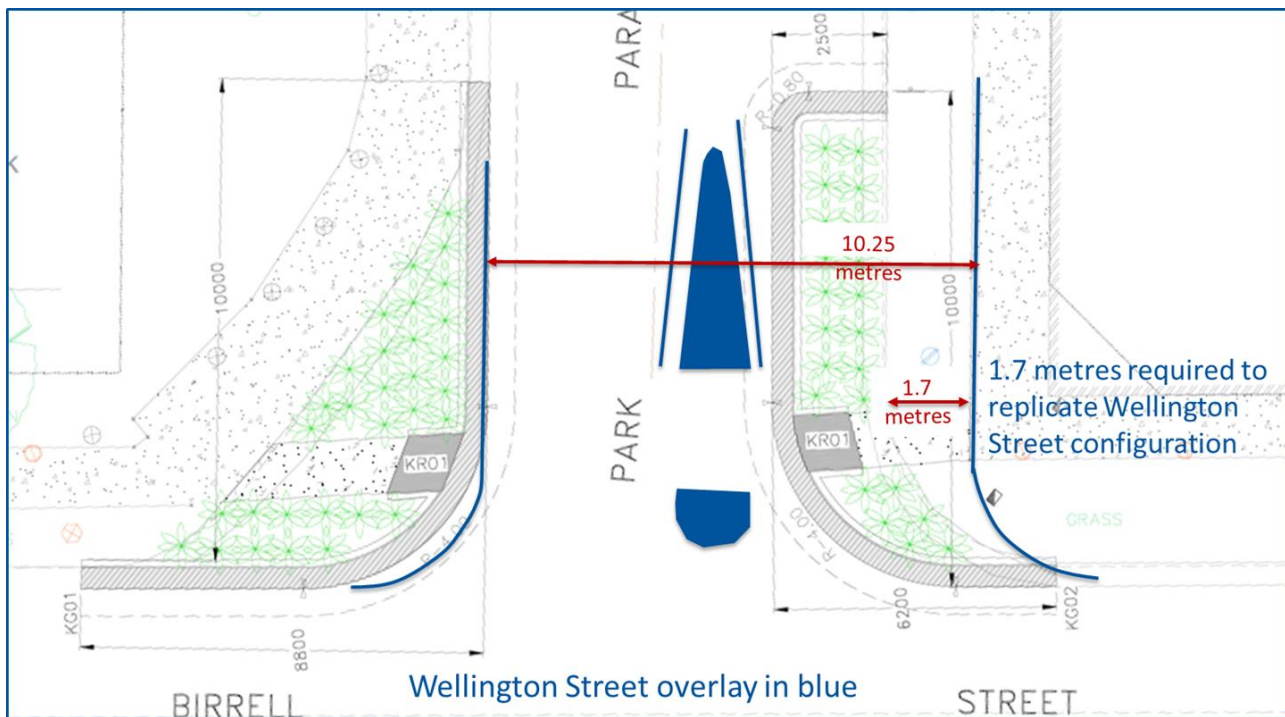 PARA
2500
R-0.80
10000
10.25
metres
10000
1.7
metres
1.7 metres required to
replicate Wellington
Street configuration
KR01
PARK
KR01
GRASS
R-4.00
R-4.00
KG01
KG02
8800
6200
Wellington Street overlay in blue
BIRRELL
STREET